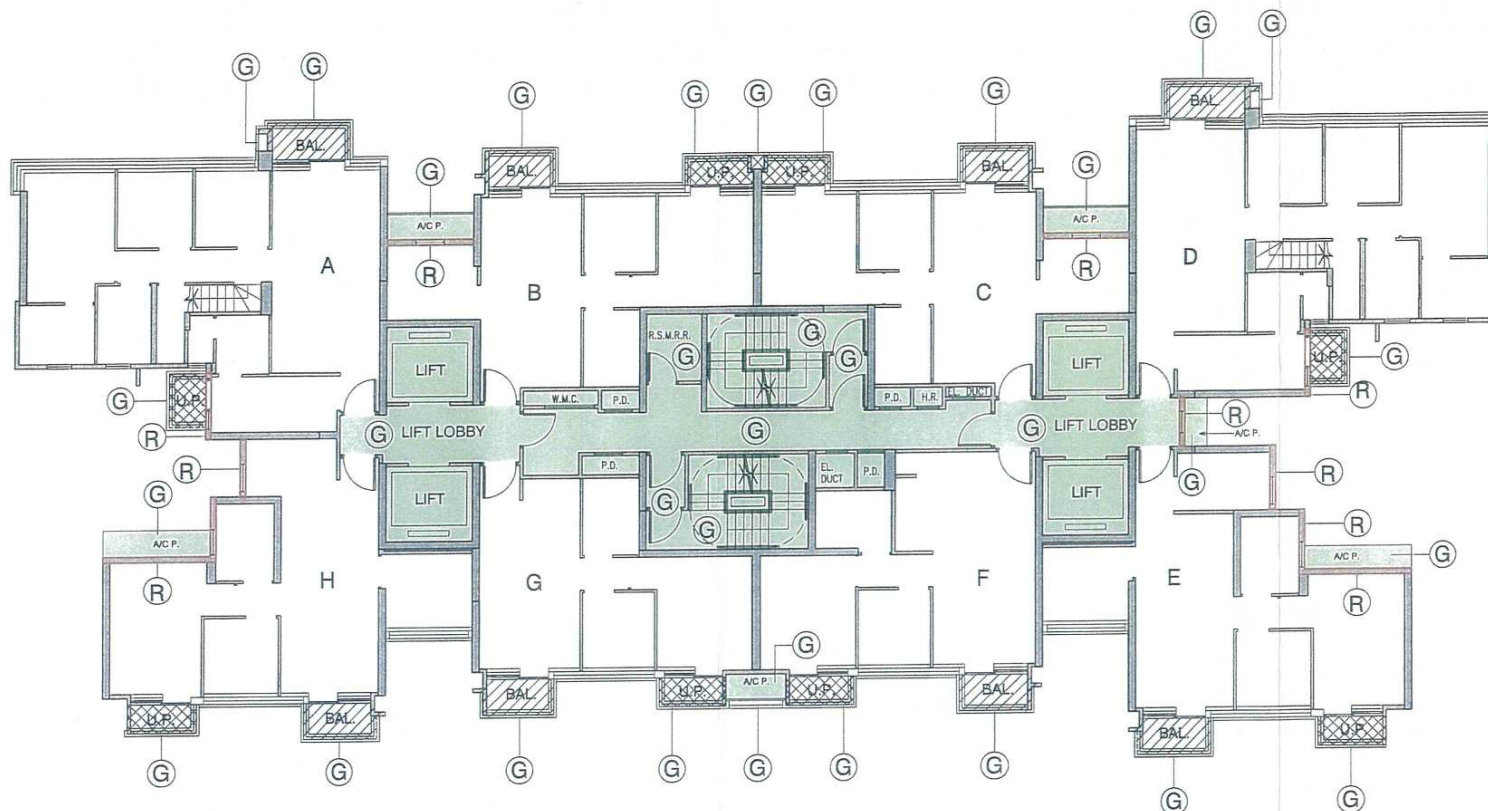 G G
G G
BAL. BAL.
G G G G G
BAL. U.P. U.P. BAL.
G G
A/C P. A/C P.
R R
A D
B C
R.S.M.R.R. G G G
LIFT LIFT
U.P. G
G U.P.
W.M.C. P.D. P.D. H.R. EL. DUCT
R
R G LIFT LOBBY G G LIFT LOBBY R
A/C P.
R P.D. EL. DUCT P.D. G R
LIFT LIFT
G G G R
A/C P. A/C P. G
R H G F E R
G
A/C P.
U.P. BAL. BAL. U.P. U.P. BAL. BAL. U.P.
G G G G G G G G G